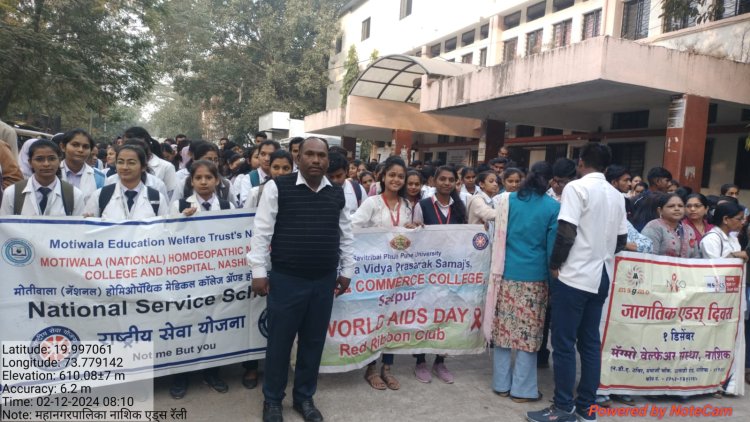 Motiwala Education Welfare Trust's
MOTIWALA (NATIONAL) HOMOEOPATHIC
COLLEGE AND HOSPITAL, NASHI
मोतीवाला (नॅशनल) होमिओपॅथिक मेडिकल कॉलेज अँण्ड
National Service
राष्ट्रीय सेवा योजना
Not me But you
Savitribai Phule Pune University
Vidya Prasarak Samaj's,
COMMERCE COLLEGE,
Satpur
WORLD AIDS DAY
Red Ribbon Club
जागतिक एड्स दिवस
१ डिसेंबर
मॅग्मो वेल्फेअर संस्था, नाशिक
Latitude: 19.997061
Longitude: 73.779142
Elevation: 610.08±7 m
Accuracy: 6.2 m
Time: 02-12-2024 08:10
Note: महानगरपालिका नाशिक एड्स रॅली
Powered by NoteCam